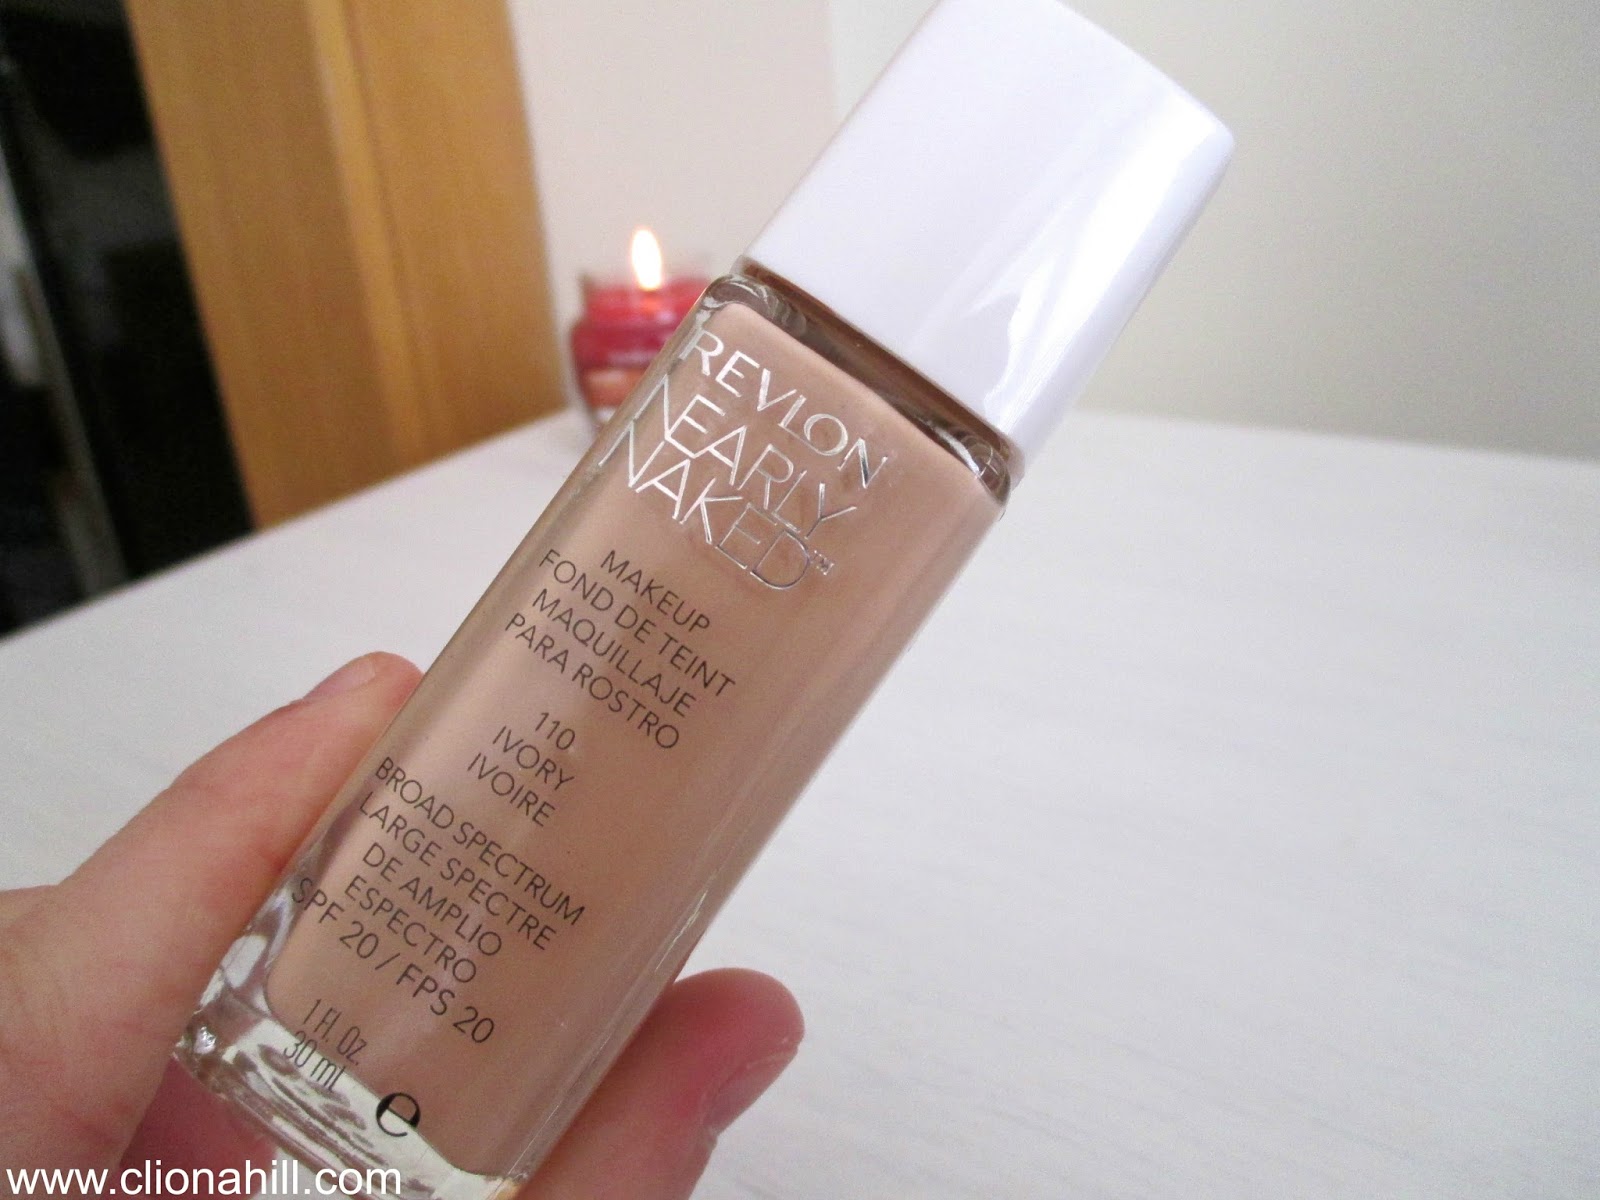 REVLON
NEARLY
NAKED™
MAKEUP
FOND DE TEINT
MAQUILLAJE
PARA ROSTRO
110
IVORY
IVOIRE
BROAD SPECTRUM
LARGE SPECTRE
DE AMPLIO
ESPECTRO
SPF 20 / FPS 20
1 Fl. Oz.
30 ml e
www.clionahill.com